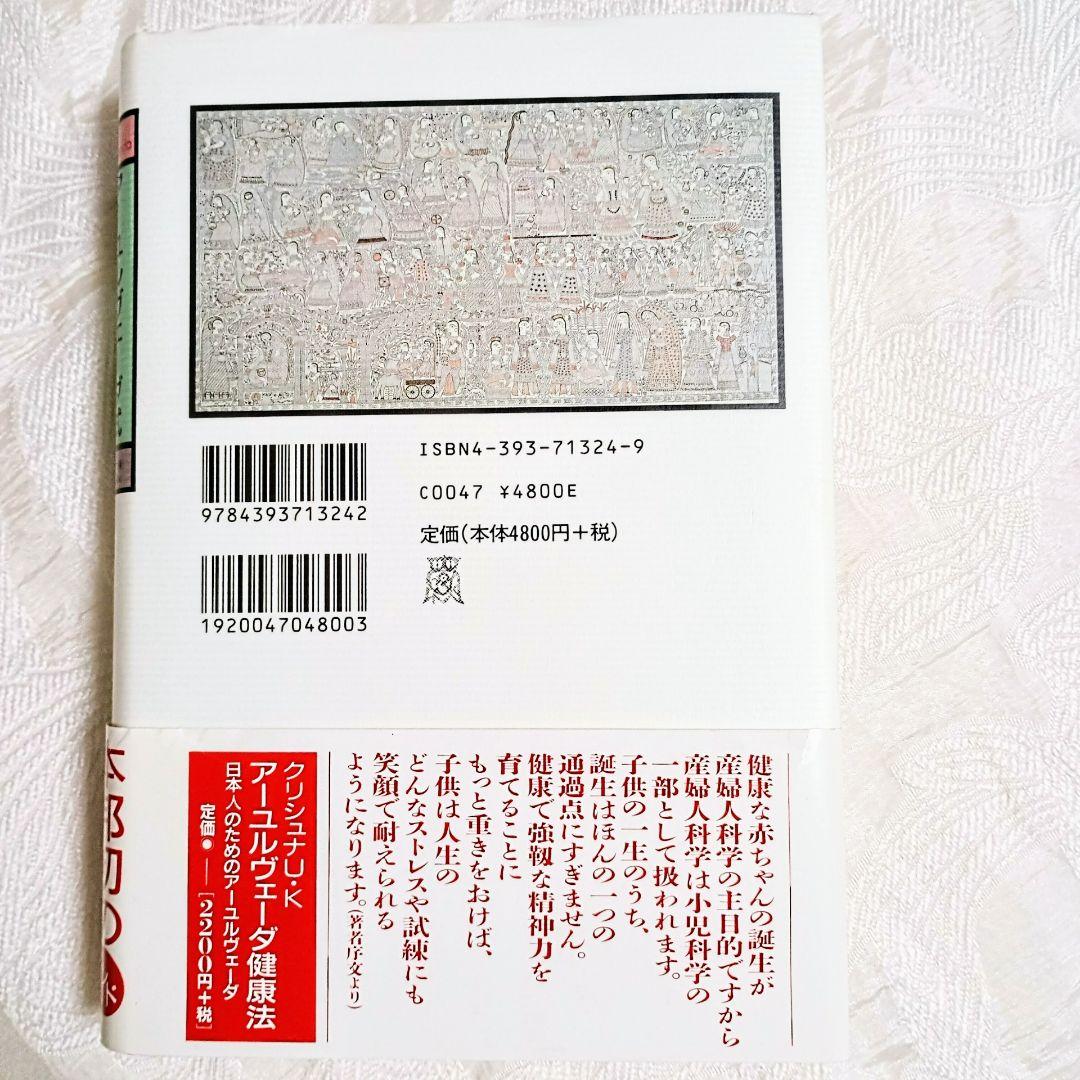 ISBN4-393-71324-9
C0047 ¥4800E
定価(本体4800円+税)
9784393713242
1920047048003
健康な赤ちゃんの誕生が
産婦人科学の主目的ですから
産婦人科学は小児科学の
一部として扱われます。
子供の一生のうち、
誕生はほんの一つの
通過点にすぎません。
健康で強靱な精神力を
育てることに
もっと重きをおけば、
子供は人生の
どんなストレスや試練にも
笑顔で耐えられる
ようになります。(著者序文より)
クリシュナU・K
アーユルヴェーダ健康法
日本人のためのアーユルヴェーダ
定価●──[2200円+税]